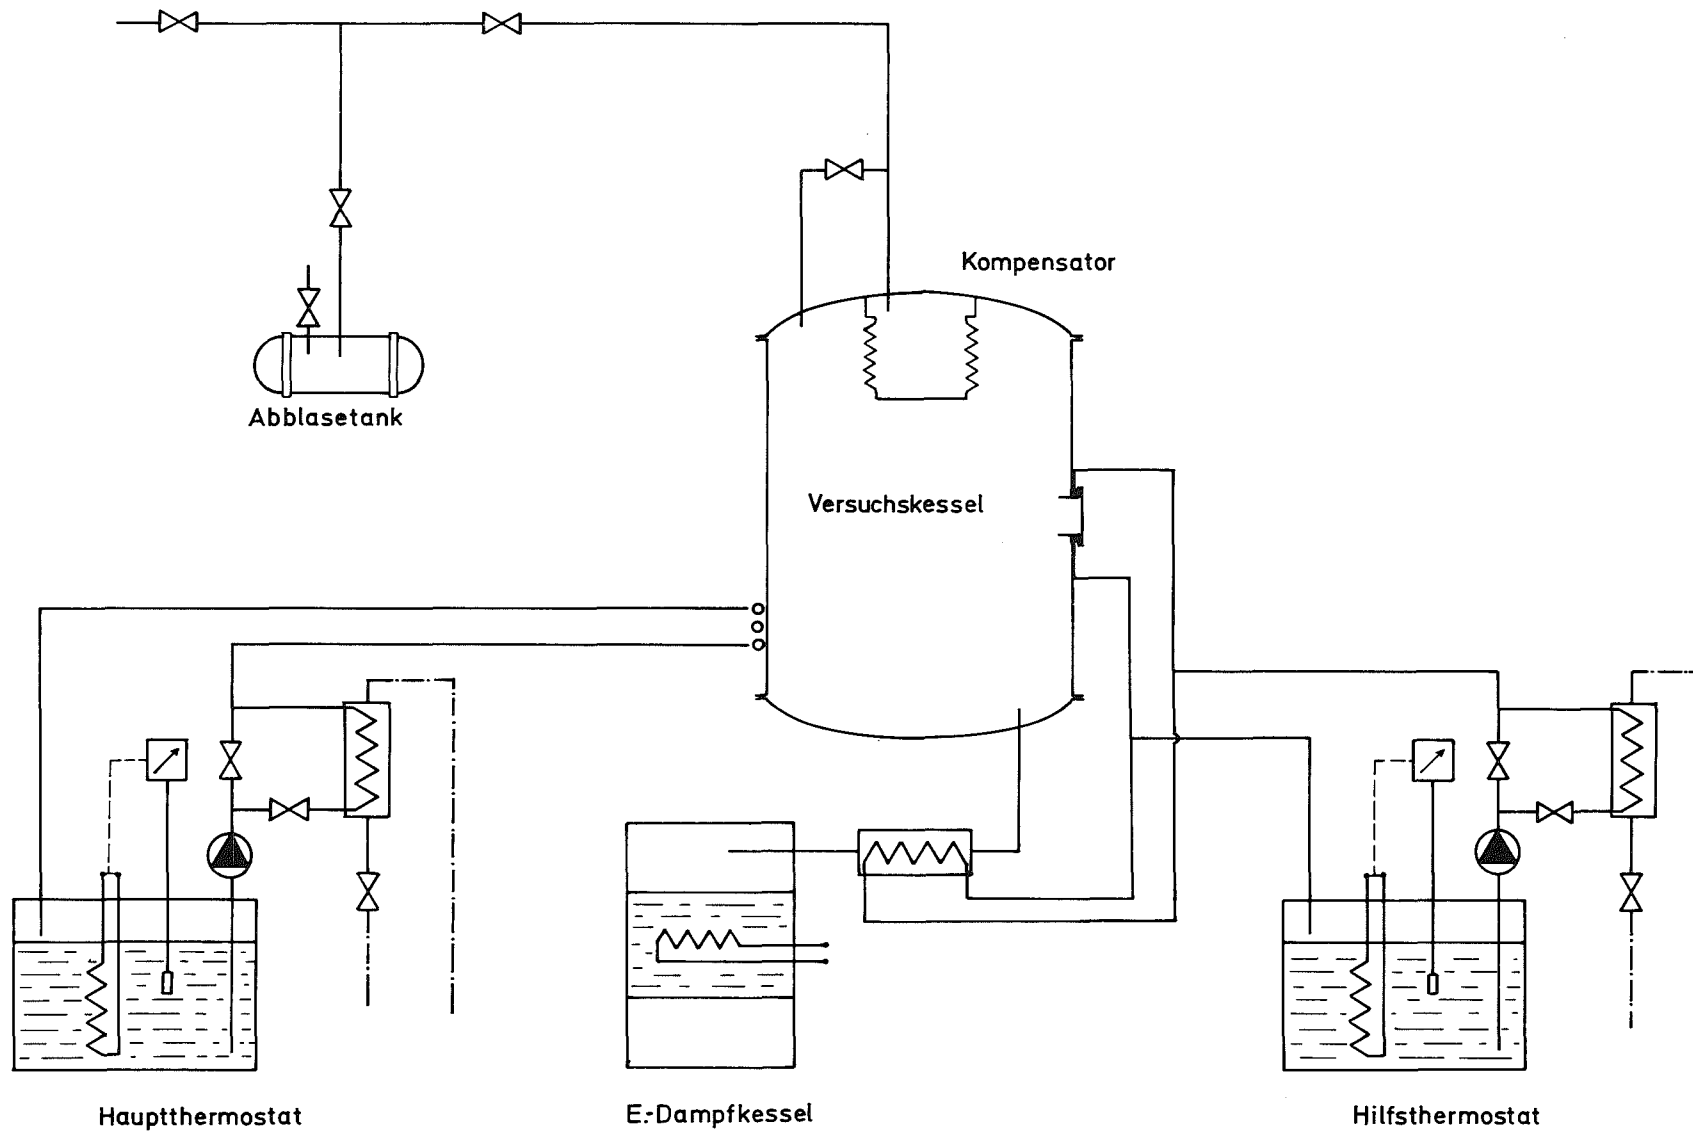 Kompensator
Abblasetank
Versuchskessel
Hauptthermostat
E.-Dampfkessel
Hilfsthermostat